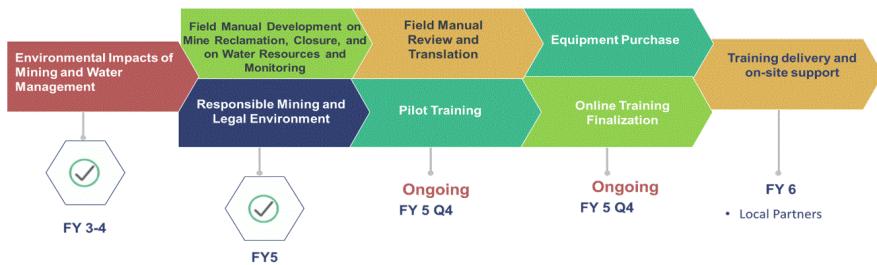 Environmental Impacts of
Mining and Water
Management
FY 3-4
Field Manual Development on
Mine Reclamation, Closure, and
on Water Resources and
Monitoring
Responsible Mining and
Legal Environment
FY5
Field Manual
Review and
Translation
Pilot Training
Ongoing
FY 5 Q4
Equipment Purchase
Online Training
Finalization
Ongoing
FY 5 Q4
Training delivery and
on-site support
FY 6
• Local Partners